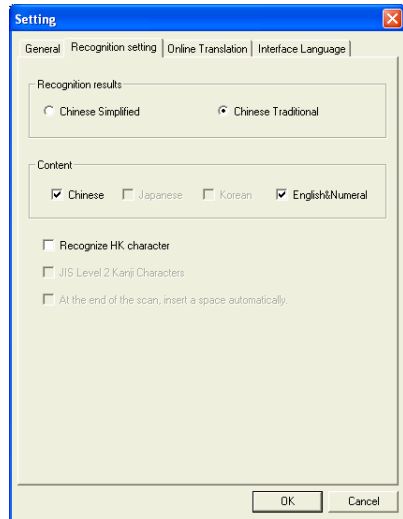 Setting
General Recognition setting Online Translation Interface Language
Recognition results
Chinese Simplified Chinese Traditional
Content
Chinese Japanese Korean English&Numeral
Recognize HK character
JIS Level 2 Kanji Characters
At the end of the scan, insert a space automatically.
OK Cancel